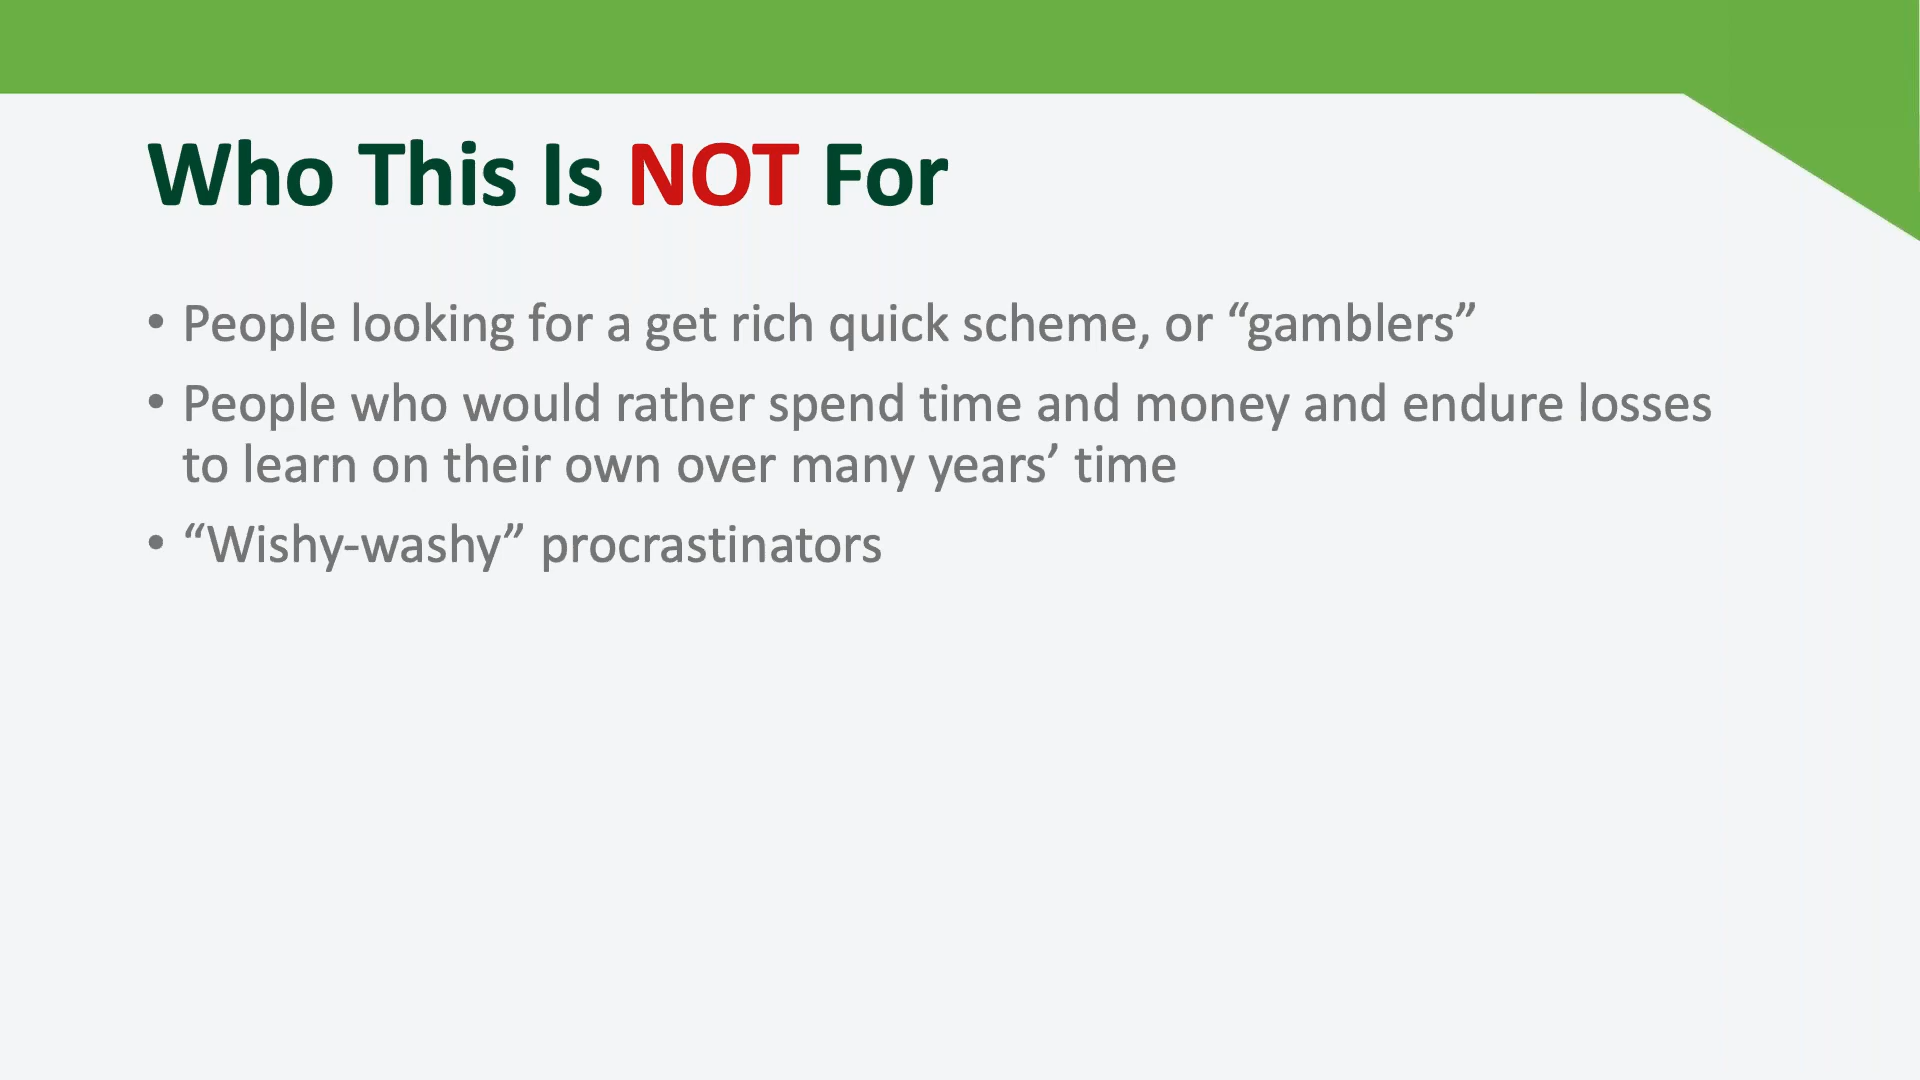 Who This Is NOT For
• People looking for a get rich quick scheme, or “gamblers”
• People who would rather spend time and money and endure losses
to learn on their own over many years’ time
• “Wishy-washy” procrastinators